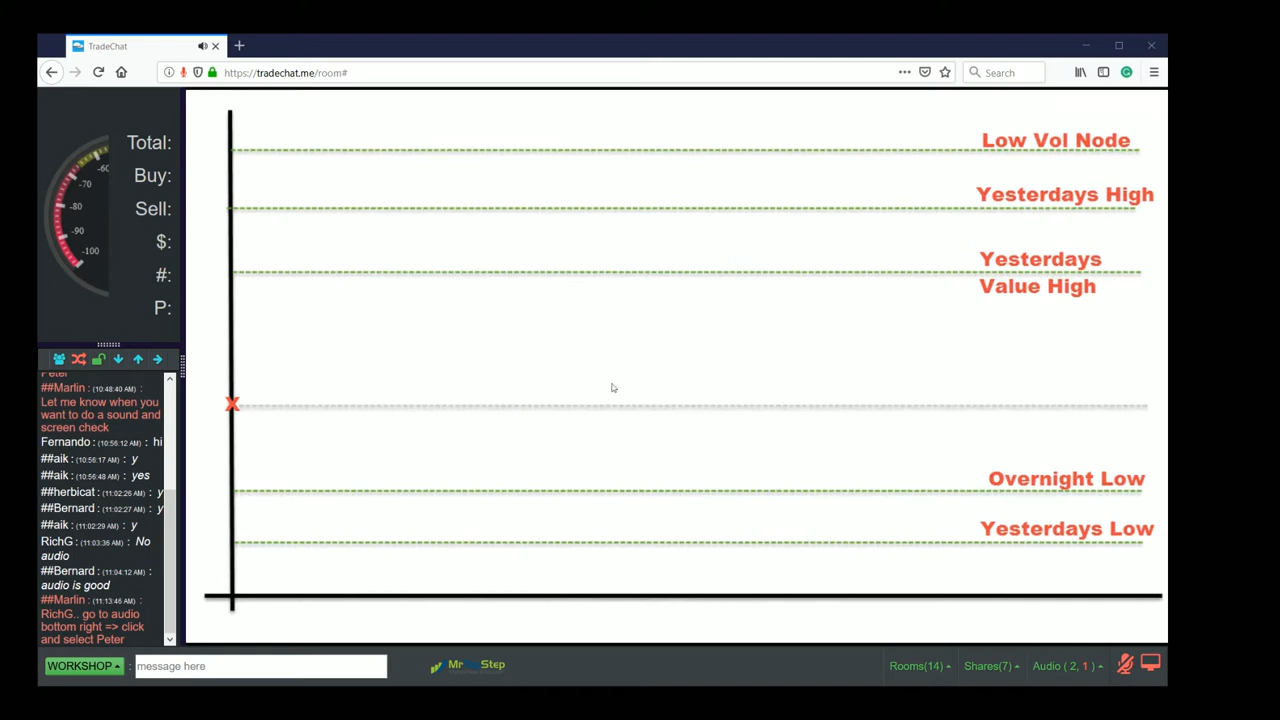 TradeChat
https://tradechat.me/room#
Search
Total:
Buy:
Sell:
$:
#:
P:
-60
-70
-80
-90
-100
Low Vol Node
Yesterdays High
Yesterdays
Value High
X
Overnight Low
Yesterdays Low
Peter
##Marlin : (10:48:40 AM) :
Let me know when you
want to do a sound and
screen check
Fernando : (10:56:12 AM) : hi
##aik : (10:56:17 AM) : y
##aik : (10:56:48 AM) : yes
##herbicat : (11:02:26 AM) : y
##Bernard : (11:02:27 AM) : y
##aik : (11:02:29 AM) : y
RichG : (11:03:36 AM) : No
audio
##Bernard : (11:04:12 AM) :
audio is good
##Marlin : (11:13:46 AM) :
RichG.. go to audio
bottom right => click
and select Peter
WORKSHOP : message here
Rooms(14) Shares(7) Audio ( 2, 1 )